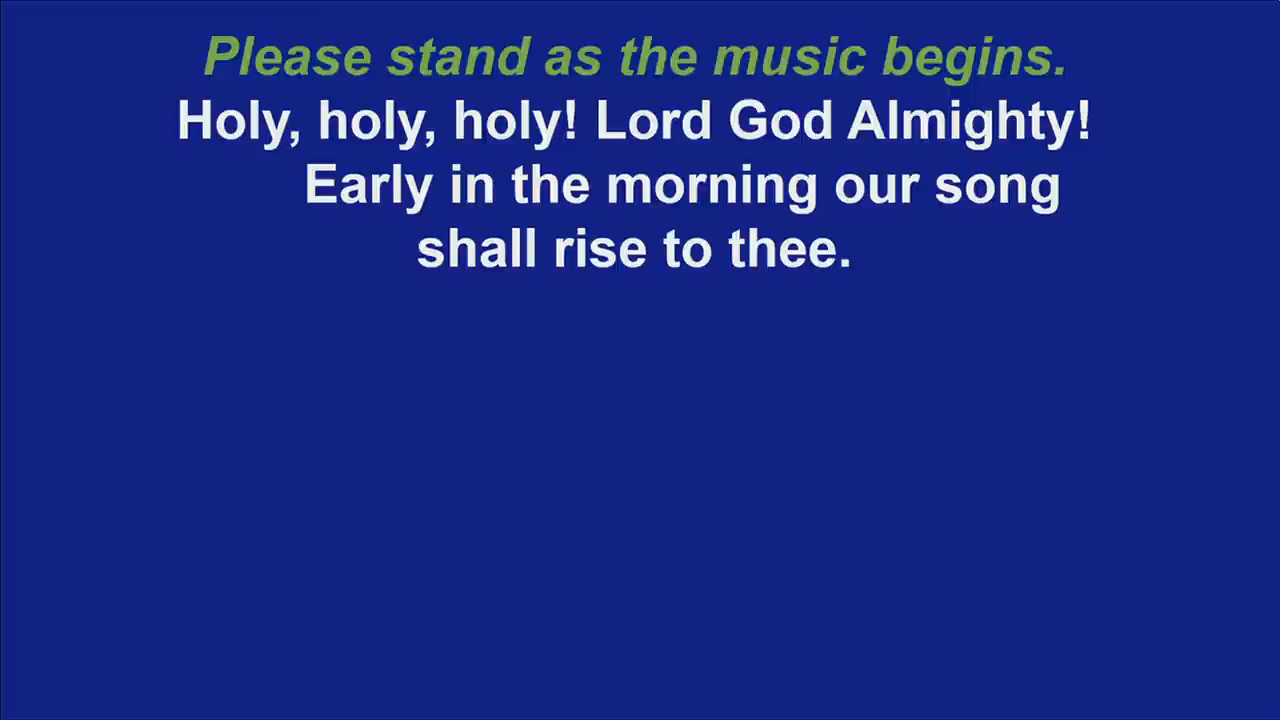 Please stand as the music begins.
Holy, holy, holy! Lord God Almighty!
Early in the morning our song
shall rise to thee.